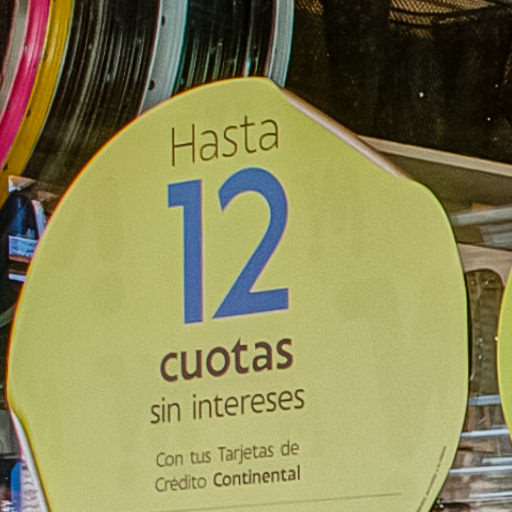 Hasta
12
cuotas
sin intereses
Con tus Tarjetas de
Crédito Continental